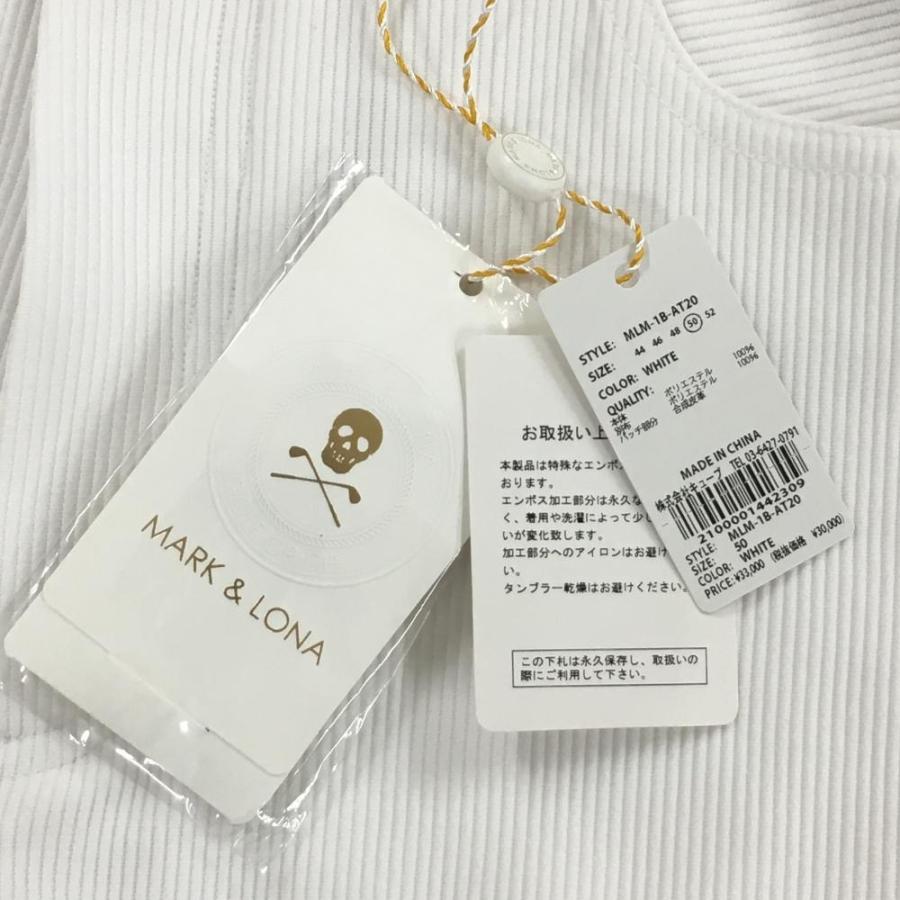 MARK & LONA
お取扱い上
本製品は特殊なエンボス
おります。
エンボス加工部分は永久な
く、着用や洗濯によって少し
いが変化致します。
加工部分へのアイロンはお避け
い。
タンブラー乾燥はお避けください。
この下札は永久保存し、取扱いの
際にご利用して下さい。
STYLE: MLM-1B-AT20
SIZE: 44 46 48 50 52
COLOR: WHITE
QUALITY:
本体 ポリエステル 100%
別布 ポリエステル 100%
パッチ部分 合成皮革
MADE IN CHINA
株式会社キューブ TEL 03-6427-0791
2100001442309
STYLE: MLM-1B-AT20
SIZE: 50
COLOR: WHITE
PRICE: ¥33,000 (税抜価格 ¥30,000)